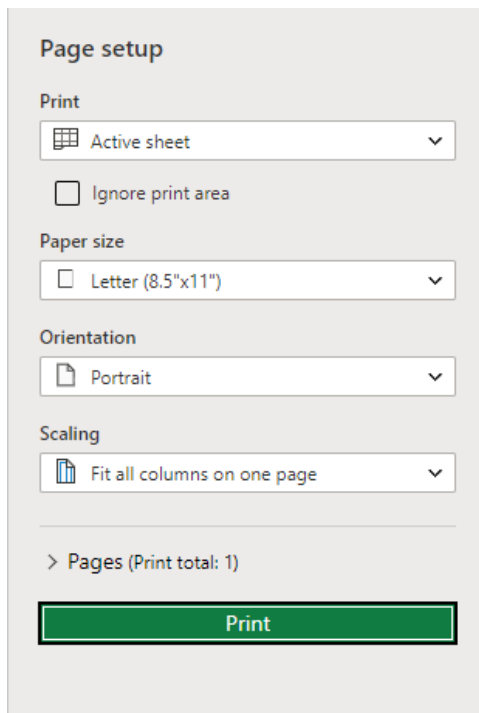 Page setup
Print
Active sheet
Ignore print area
Paper size
Letter (8.5"x11")
Orientation
Portrait
Scaling
Fit all columns on one page
Pages (Print total: 1)
Print